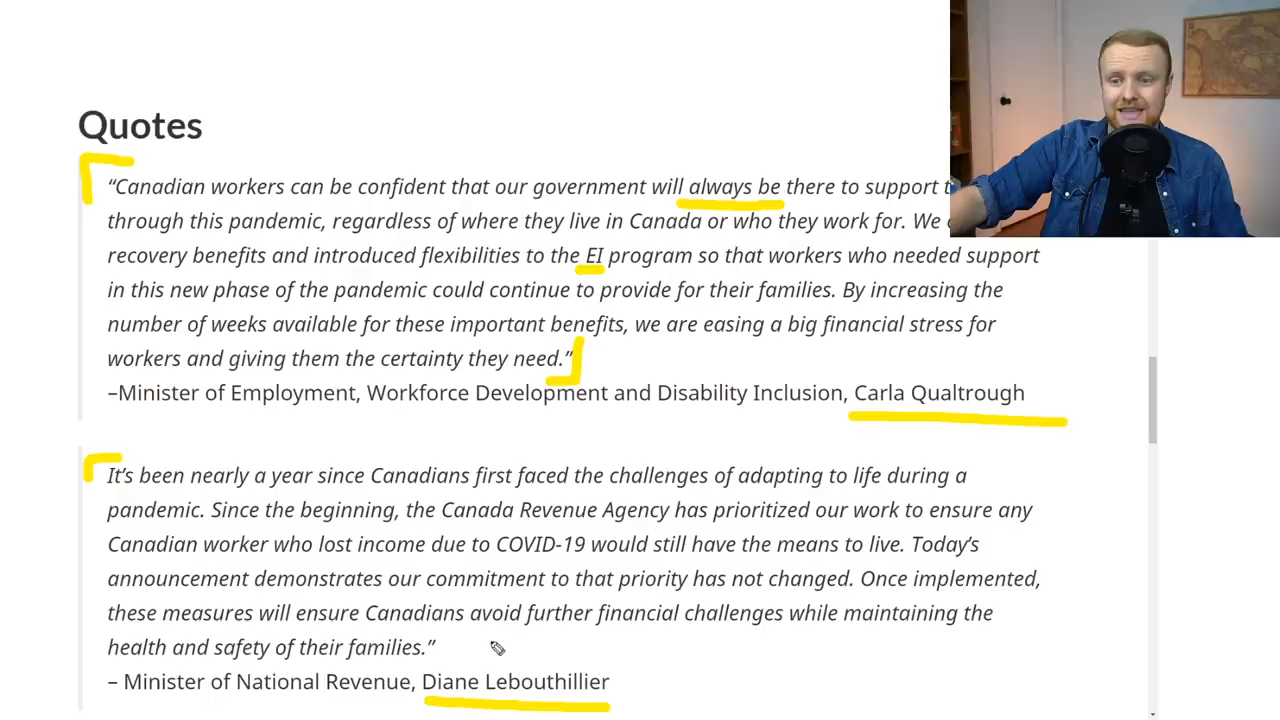 Quotes
“Canadian workers can be confident that our government will always be there to support
through this pandemic, regardless of where they live in Canada or who they work for. We
recovery benefits and introduced flexibilities to the EI program so that workers who needed support
in this new phase of the pandemic could continue to provide for their families. By increasing the
number of weeks available for these important benefits, we are easing a big financial stress for
workers and giving them the certainty they need.”
–Minister of Employment, Workforce Development and Disability Inclusion, Carla Qualtrough
It’s been nearly a year since Canadians first faced the challenges of adapting to life during a
pandemic. Since the beginning, the Canada Revenue Agency has prioritized our work to ensure any
Canadian worker who lost income due to COVID-19 would still have the means to live. Today’s
announcement demonstrates our commitment to that priority has not changed. Once implemented,
these measures will ensure Canadians avoid further financial challenges while maintaining the
health and safety of their families.”
– Minister of National Revenue, Diane Lebouthillier